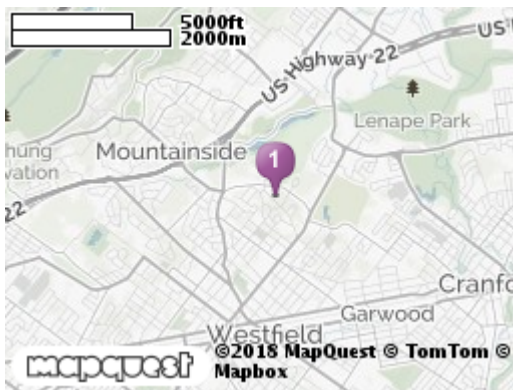 5000ft
2000m
US Highway 22
US
Lenape Park
hung
vation
Mountainside
1
22
Cranfo
Garwood
Westfield
mapquest
©2018 MapQuest © TomTom ©
Mapbox